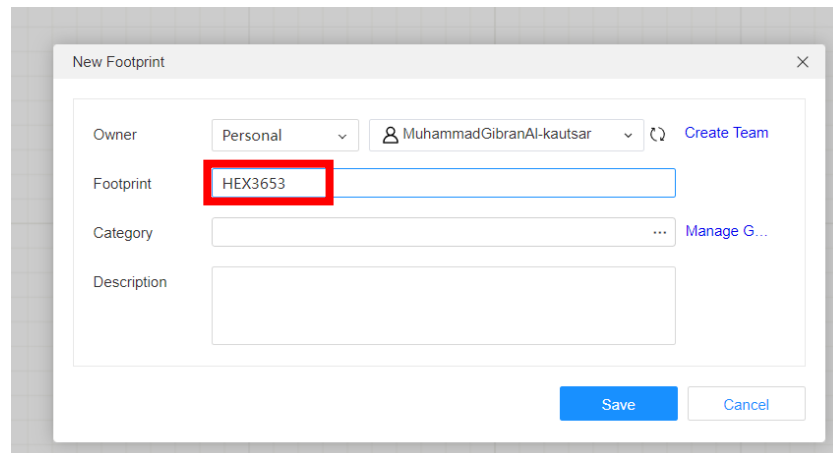 New Footprint
Owner Personal MuhammadGibranAl-kautsar Create Team
Footprint HEX3653
Category ... Manage G...
Description
Save Cancel